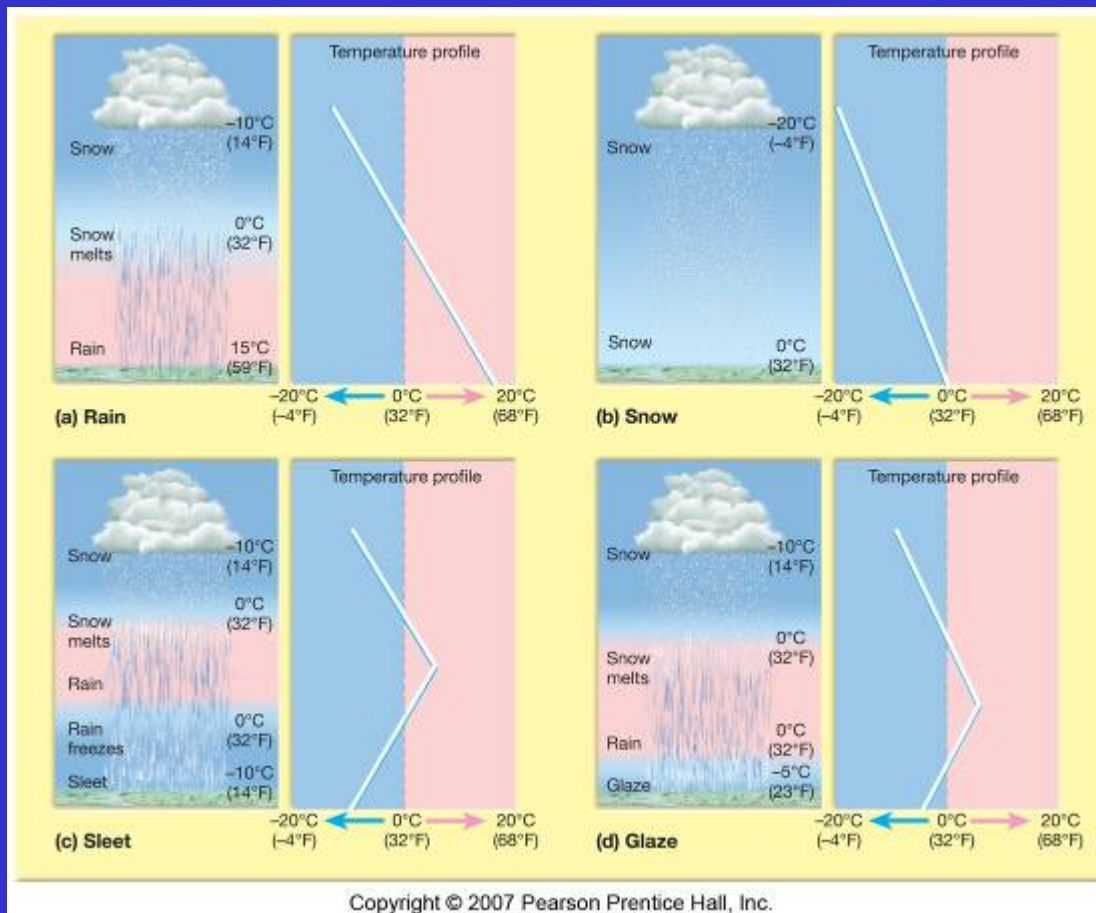 Temperature profile
–10°C
(14°F)
Snow
0°C
(32°F)
Snow
melts
Rain
15°C
(59°F)
–20°C
(–4°F)
0°C
(32°F)
20°C
(68°F)
(a) Rain
Temperature profile
–20°C
(–4°F)
Snow
Snow
0°C
(32°F)
–20°C
(–4°F)
0°C
(32°F)
20°C
(68°F)
(b) Snow
Temperature profile
Snow
–10°C
(14°F)
0°C
(32°F)
Snow
melts
Rain
Rain
freezes
0°C
(32°F)
Sleet
–10°C
(14°F)
–20°C
(–4°F)
0°C
(32°F)
20°C
(68°F)
(c) Sleet
Temperature profile
Snow
–10°C
(14°F)
0°C
(32°F)
Snow
melts
Rain
0°C
(32°F)
Glaze
–5°C
(23°F)
–20°C
(–4°F)
0°C
(32°F)
20°C
(68°F)
(d) Glaze
Copyright © 2007 Pearson Prentice Hall, Inc.